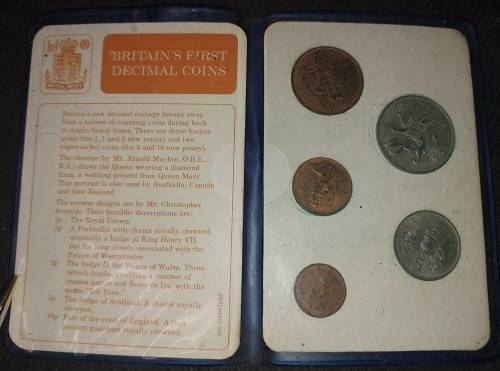 ROYAL MINT
BRITAIN'S FIRST
DECIMAL COINS
Britain's new decimal coinage breaks away
from a system of counting coins dating back
to Anglo Saxon times. There are three bronze
coins (the ½, 1 and 2 new penny) and two
cupro-nickel coins (the 5 and 10 new penny).
The obverse (by Mr. Arnold Machin, O.B.E.,
R.A.) shows the Queen wearing a diamond
tiara, a wedding present from Queen Mary.
This portrait is also used by Australia, Canada
and New Zealand.
The reverse designs are by Mr. Christopher
Ironside. Their heraldic descriptions are:
½p The Royal Crown.
1p A Portcullis with chains royally crowned,
originally a badge of King Henry VII,
but for long closely associated with the
Palace of Westminster.
2p The badge of the Prince of Wales. Three
ostrich feathers enfiling a coronet of
crosses pattée and fleurs de lys, with the
motto "Ich Dien."
5p The badge of Scotland. A thistle royally
crowned.
10p Part of the crest of England. A lion
passant guardant royally crowned.
see overleaf